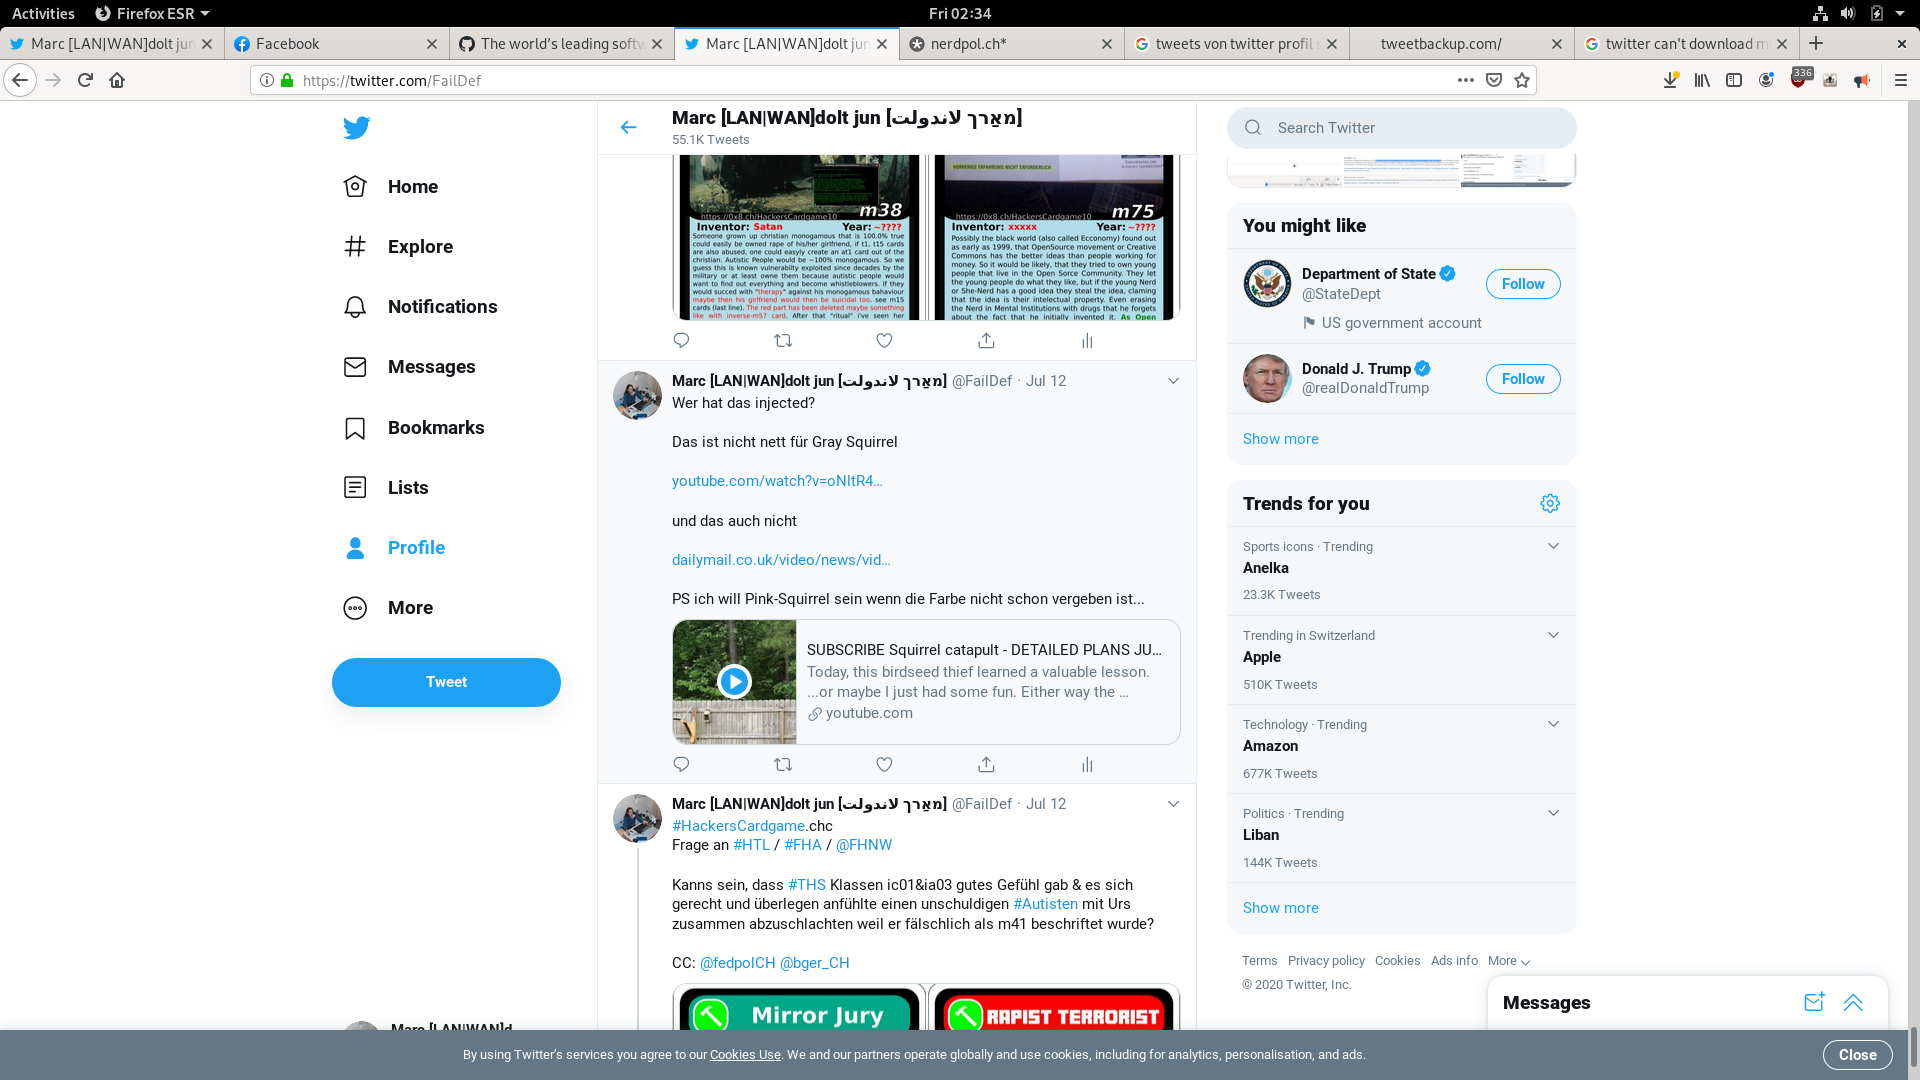 Activities
Firefox ESR
Fri 02:34
Marc [LAN|WAN]dolt jun
Facebook
The world's leading softw
Marc [LAN|WAN]dolt jun
nerdpol.ch*
tweets von twitter profil s
tweetbackup.com/
twitter can't download m
https://twitter.com/FailDef
336
Home
Explore
Notifications
Messages
Bookmarks
Lists
Profile
More
Tweet
Marc [LAN|WAN]d
Marc [LAN|WAN]dolt jun [מאַרך לאנדולת]
55.1K Tweets
m38
https://0x8.ch/HackersCardgame10
Inventor: Satan Year: ~????
Someone grown up christian monogamous that is 100.0% true
could easily be owned rape of his/her girlfriend, if t1, t15 cards
are also abused, one could easily create an at1 card out of the
christian. Autistic People would be ~100% monogamous. So we
guess this is known vulnerabilty exploited since decades by the
military or at least owne them because autistic people would
want to find out everything and become whistleblowers. If they
would succed with "therapy" against his monogamous bahaviour
maybe then his girlfriend would then be suicidal too. see m15
cards (last line). The red part has been deleted maybe something
like with inverse-m57 card. After that "ritual" i've seen her
VORHERIGE ERFAHRUNG NICHT ERFORDERLICH
m75
https://0x8.ch/HackersCardgame10
Inventor: xxxxx Year: ~????
Possibly the black world (also called Ecconomy) found out
as early as 1999, that OpenSource movement or Creative
Commons has the better ideas than people working for
money. So it would be likely, that they tried to own young
people that live in the Open Sorce Community. They let
the young people do what they like, but if the young Nerd
or She-Nerd has a good idea they steal the idea, claming
that the idea is their intelectual property. Even erasing
the Nerd in Mental Institutions with drugs that he forgets
about the fact that he initially invented it. As Open
Marc [LAN|WAN]dolt jun [מאַרך לאנדולת] @FailDef · Jul 12
Wer hat das injected?
Das ist nicht nett für Gray Squirrel
youtube.com/watch?v=oNItR4...
und das auch nicht
dailymail.co.uk/video/news/vid...
PS ich will Pink-Squirrel sein wenn die Farbe nicht schon vergeben ist...
SUBSCRIBE Squirrel catapult - DETAILED PLANS JU...
Today, this birdseed thief learned a valuable lesson.
...or maybe I just had some fun. Either way the ...
youtube.com
Marc [LAN|WAN]dolt jun [מאַרך לאנדולת] @FailDef · Jul 12
#HackersCardgame.chc
Frage an #HTL / #FHA / @FHNW
Kanns sein, dass #THS Klassen ic01&ia03 gutes Gefühl gab & es sich
gerecht und überlegen anfühlte einen unschuldigen #Autisten mit Urs
zusammen abzuschlachten weil er fälschlich als m41 beschriftet wurde?
CC: @fedpolCH @bger_CH
Mirror Jury
RAPIST TERRORIST
Search Twitter
You might like
Department of State
@StateDept
US government account
Follow
Donald J. Trump
@realDonaldTrump
Follow
Show more
Trends for you
Sports icons · Trending
Anelka
23.3K Tweets
Trending in Switzerland
Apple
510K Tweets
Technology · Trending
Amazon
677K Tweets
Politics · Trending
Liban
144K Tweets
Show more
Terms Privacy policy Cookies Ads info More
© 2020 Twitter, Inc.
Messages
By using Twitter's services you agree to our Cookies Use. We and our partners operate globally and use cookies, including for analytics, personalisation, and ads.
Close